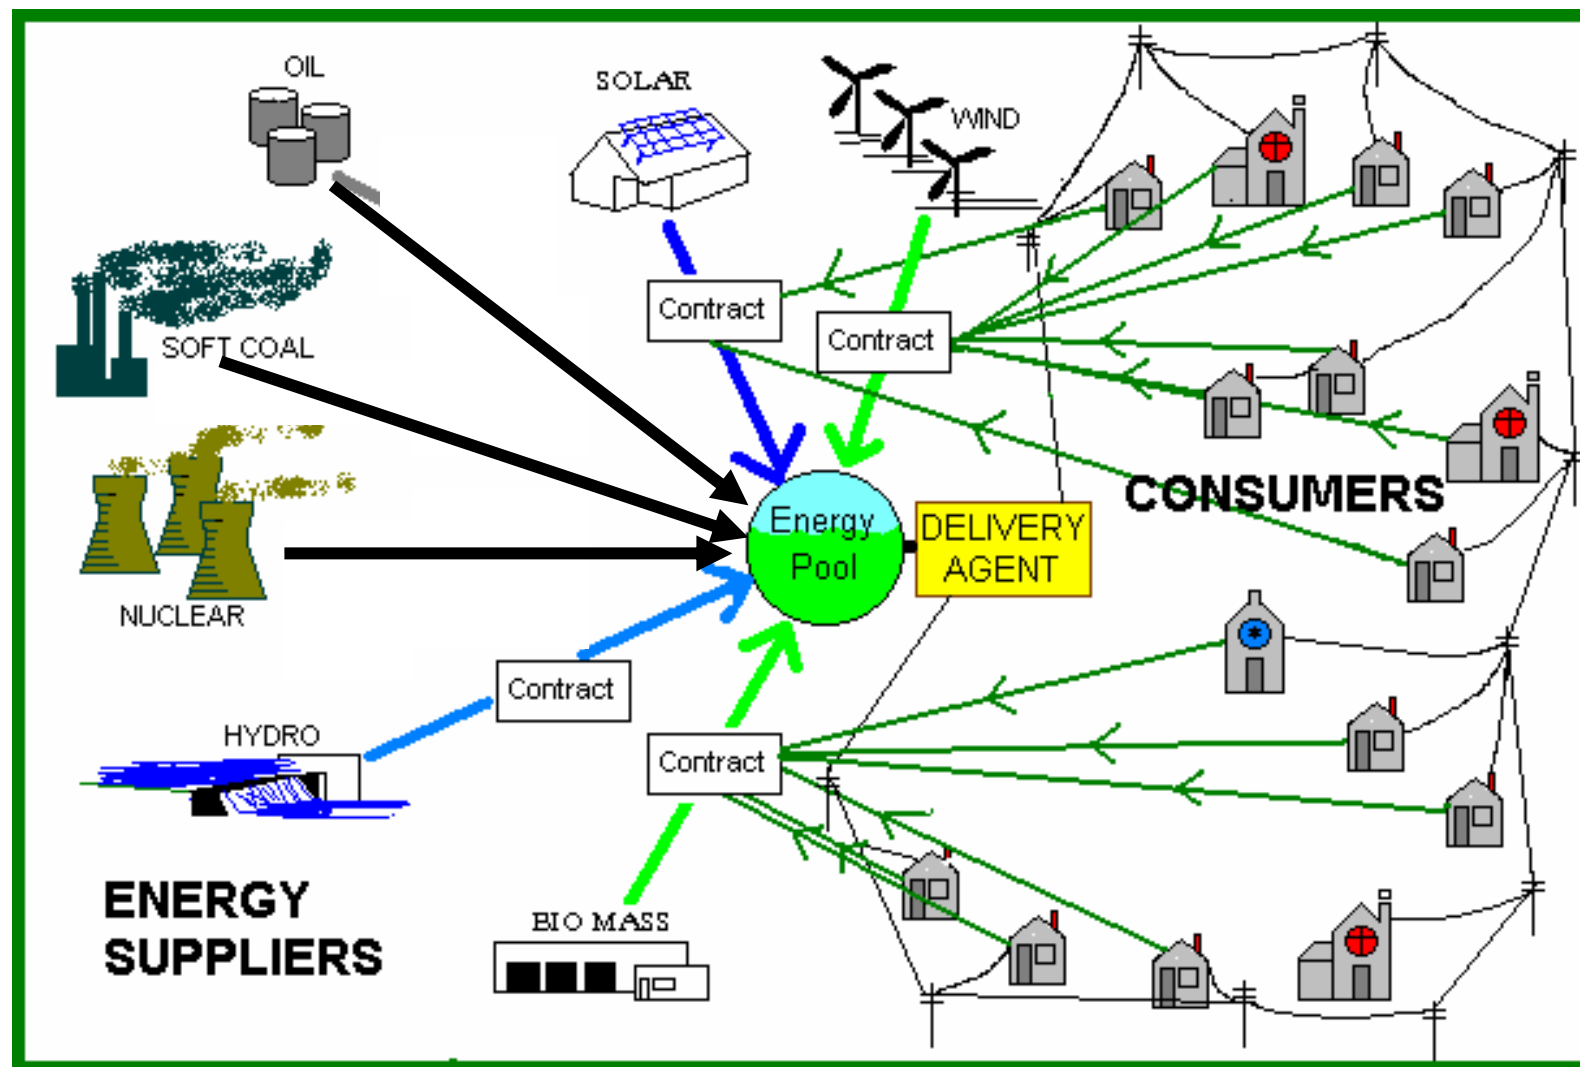 OIL
SOLAR
WIND
SOFT COAL
Contract
Contract
CONSUMERS
Energy
Pool
DELIVERY
AGENT
NUCLEAR
Contract
HYDRO
Contract
ENERGY
SUPPLIERS
BIO MASS